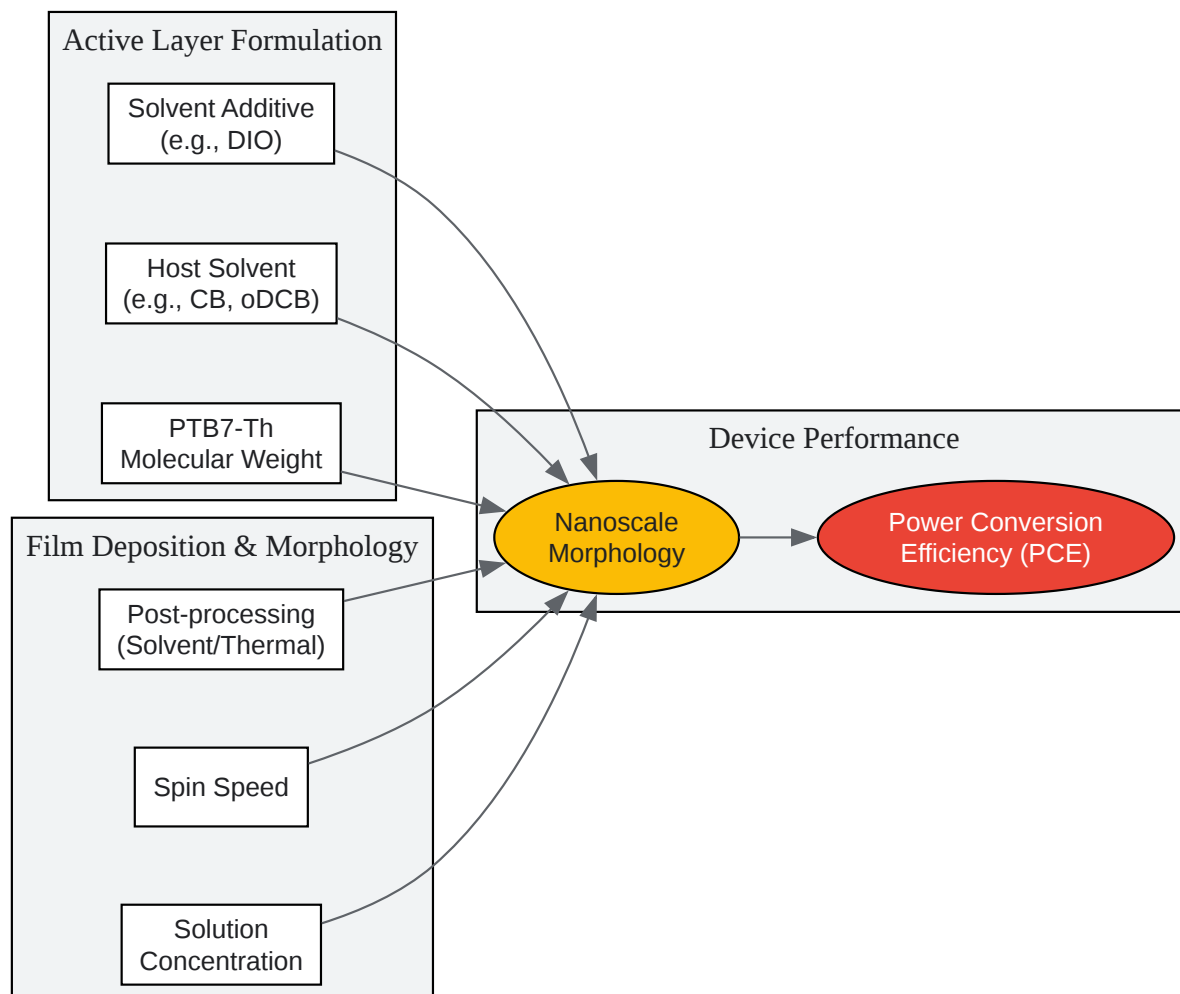 Active Layer Formulation
Solvent Additive
(e.g., DIO)
Host Solvent
(e.g., CB, oDCB)
PTB7-Th
Molecular Weight
Film Deposition & Morphology
Post-processing
(Solvent/Thermal)
Spin Speed
Solution
Concentration
Device Performance
Nanoscale
Morphology
Power Conversion
Efficiency (PCE)